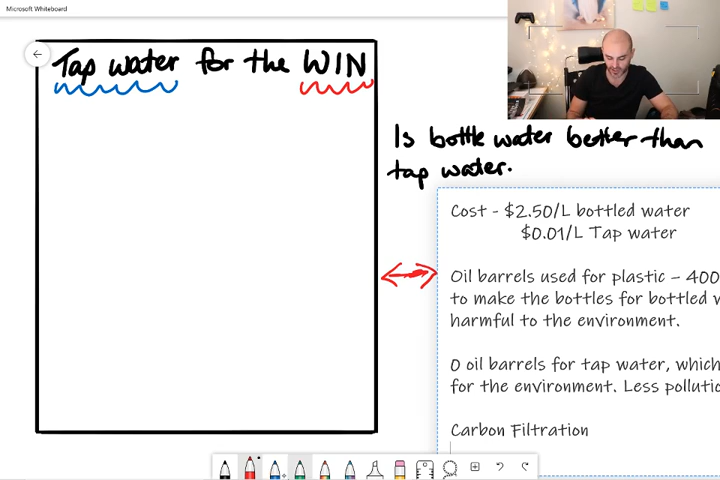 Microsoft Whiteboard
Tap water for the WIN
Is bottle water better than
tap water.
Cost - $2.50/L bottled water
$0.01/L Tap water
Oil barrels used for plastic – 400
to make the bottles for bottled w
harmful to the environment.
0 oil barrels for tap water, which
for the environment. Less polluti
Carbon Filtration